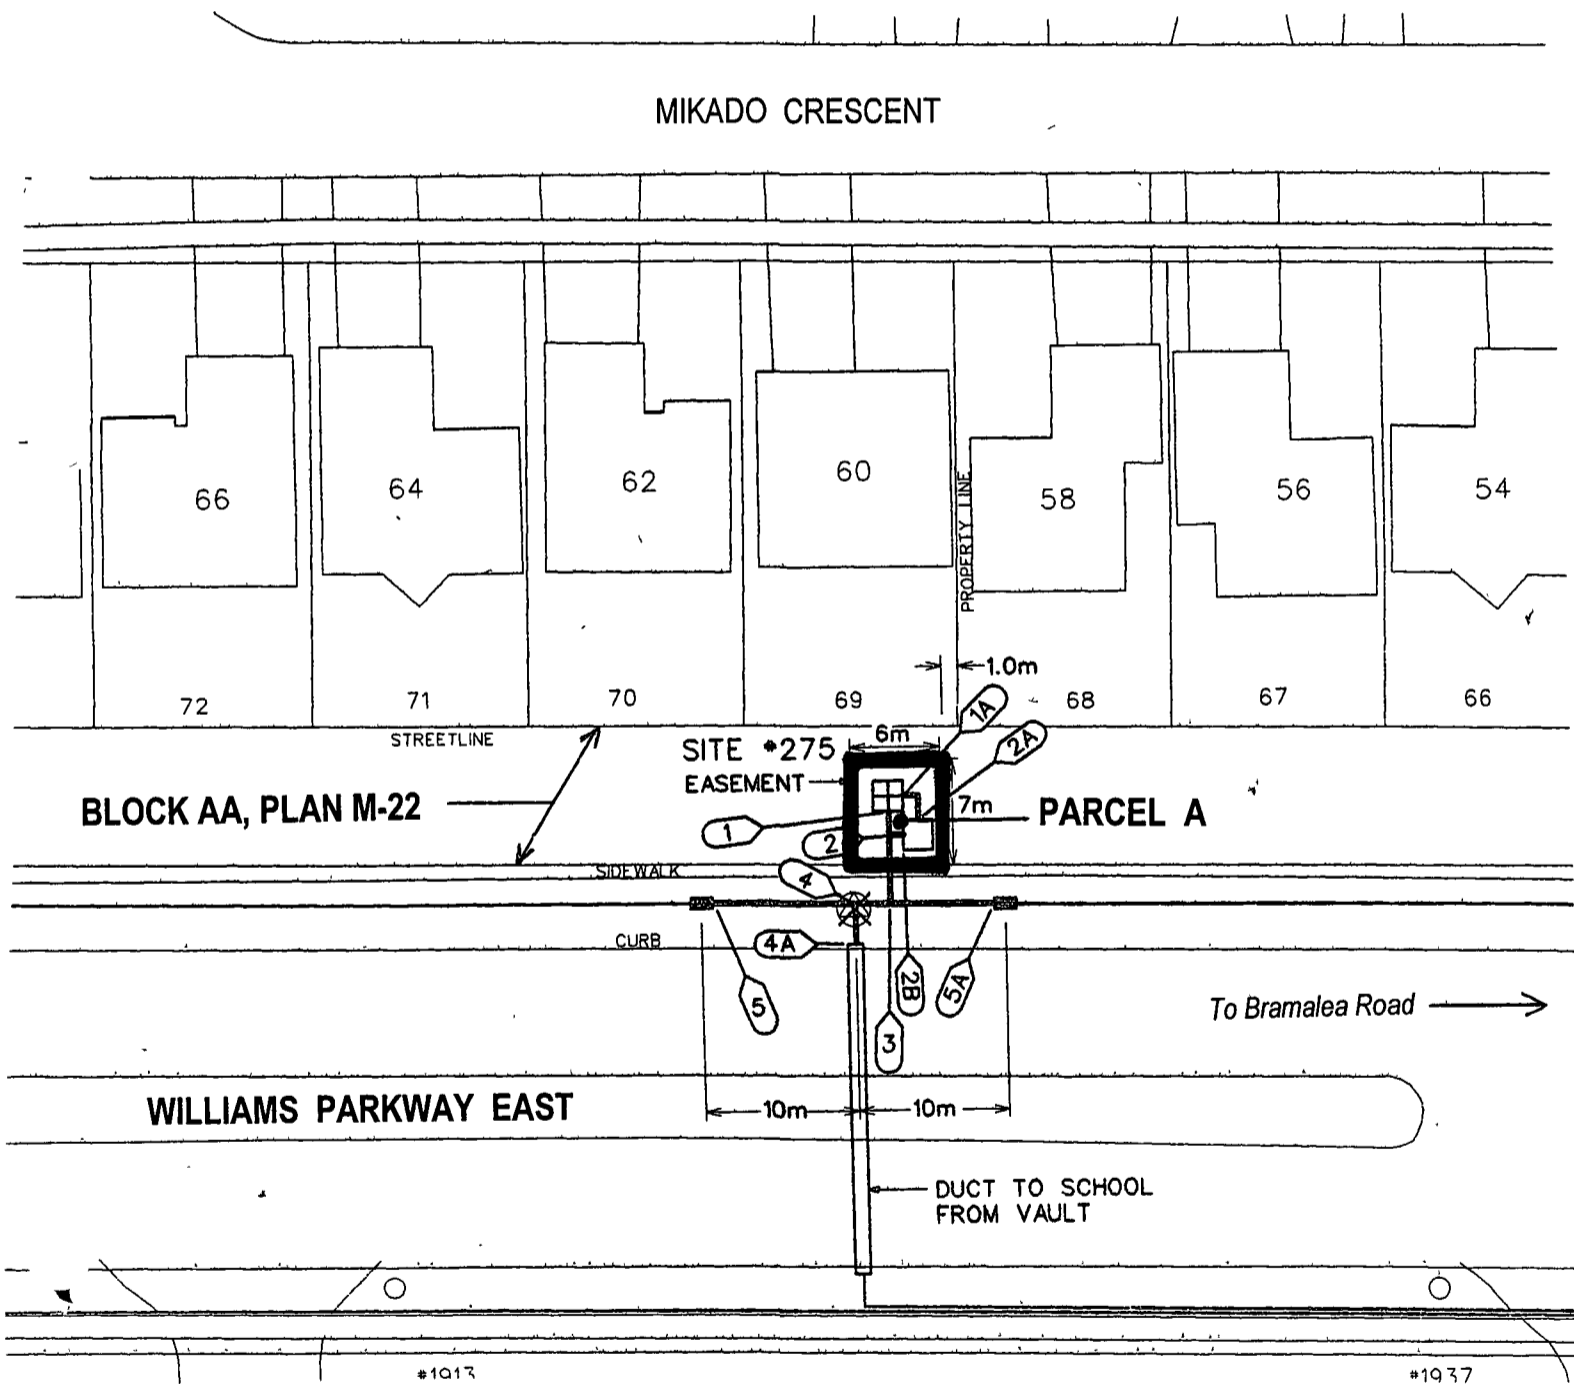 MIKADO CRESCENT
66
64
62
60
58
56
54
PROPERTY LINE
1.0m
72
71
70
69
68
67
66
STREETLINE
SITE #275
6m
1A
2A
EASEMENT
BLOCK AA, PLAN M-22
7m
PARCEL A
1
2
SIDEWALK
4
CURB
4A
2B
5A
5
3
To Bramalea Road
WILLIAMS PARKWAY EAST
10m
10m
DUCT TO SCHOOL
FROM VAULT
#1913
#1937